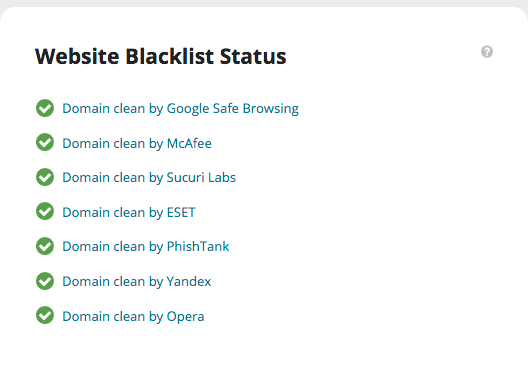 Website Blacklist Status
?
Domain clean by Google Safe Browsing
Domain clean by McAfee
Domain clean by Sucuri Labs
Domain clean by ESET
Domain clean by PhishTank
Domain clean by Yandex
Domain clean by Opera